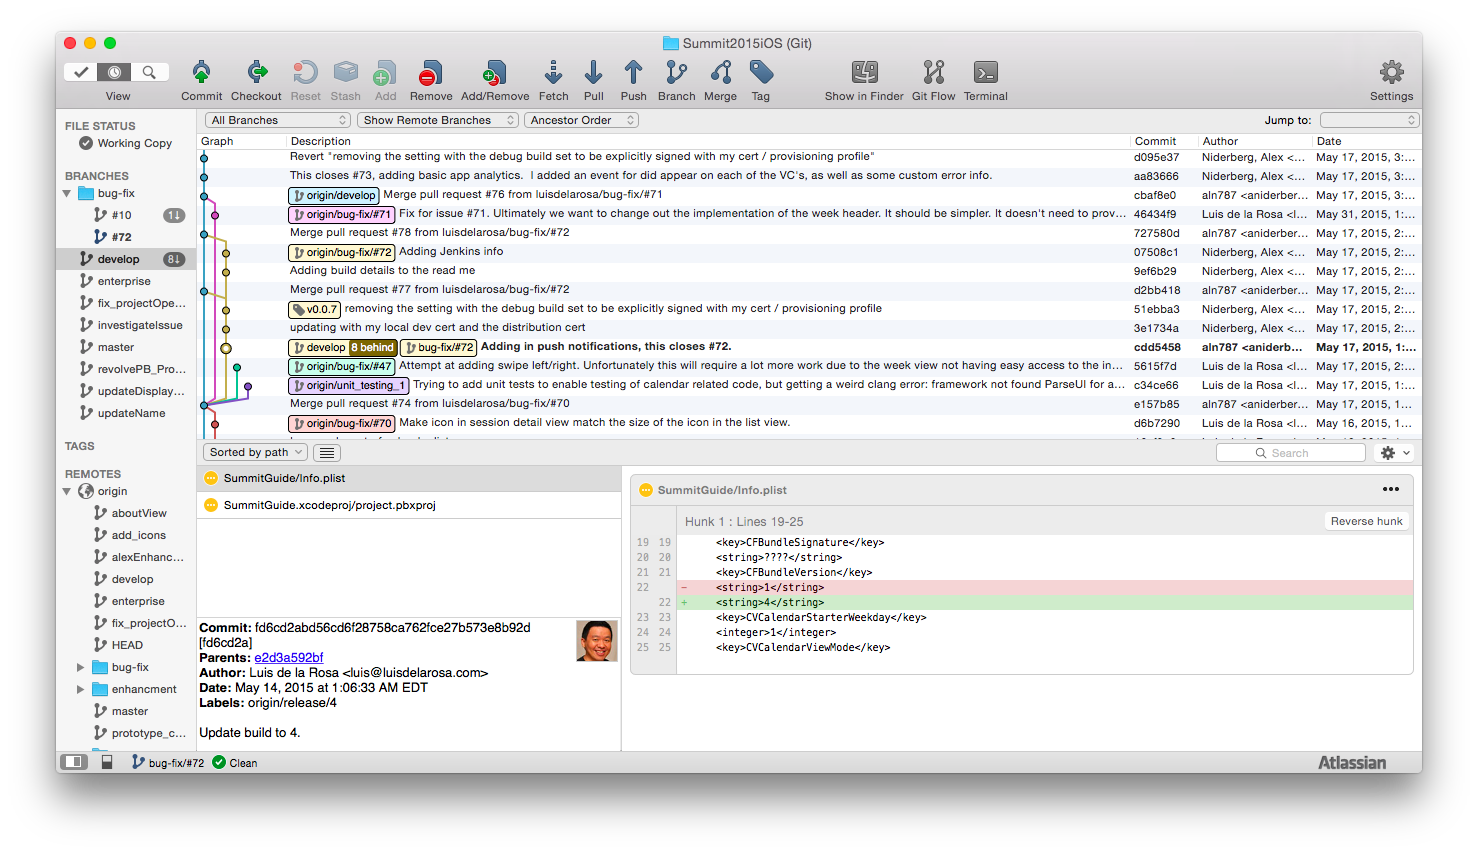 Summit2015iOS (Git)
View
Commit
Checkout
Reset
Stash
Add
Remove
Add/Remove
Fetch
Pull
Push
Branch
Merge
Tag
Show in Finder
Git Flow
Terminal
Settings
FILE STATUS
Working Copy
BRANCHES
bug-fix
#10 1↓
#72
develop 8↓
enterprise
fix_projectOpe...
investigateIssue
master
revolvePB_Pro...
updateDisplay...
updateName
TAGS
REMOTES
origin
aboutView
add_icons
alexEnhanc...
develop
enterprise
fix_projectO...
HEAD
bug-fix
enhancment
master
prototype_c...
All Branches
Show Remote Branches
Ancestor Order
Jump to:
Graph Description Commit Author Date
Revert "removing the setting with the debug build set to be explicitly signed with my cert / provisioning profile" d095e37 Niderberg, Alex <... May 17, 2015, 3:...
This closes #73, adding basic app analytics. I added an event for did appear on each of the VC's, as well as some custom error info. aa83666 Niderberg, Alex <... May 17, 2015, 3:...
origin/develop Merge pull request #76 from luisdelarosa/bug-fix/#71 cbaf8e0 aln787 <aniderber... May 17, 2015, 3:...
origin/bug-fix/#71 Fix for issue #71. Ultimately we want to change out the implementation of the week header. It should be simpler. It doesn't need to prov... 46434f9 Luis de la Rosa <l... May 31, 2015, 1:...
Merge pull request #78 from luisdelarosa/bug-fix/#72 727580d aln787 <aniderber... May 17, 2015, 2:...
origin/bug-fix/#72 Adding Jenkins info 07508c1 Niderberg, Alex <... May 17, 2015, 2:...
Adding build details to the read me 9ef6b29 Niderberg, Alex <... May 17, 2015, 2:...
Merge pull request #77 from luisdelarosa/bug-fix/#72 d2bb418 aln787 <aniderber... May 17, 2015, 2:...
v0.0.7 removing the setting with the debug build set to be explicitly signed with my cert / provisioning profile 51ebba3 Niderberg, Alex <... May 17, 2015, 2:...
updating with my local dev cert and the distribution cert 3e1734a Niderberg, Alex <... May 17, 2015, 2:...
develop 8 behind bug-fix/#72 Adding in push notifications, this closes #72. cdd5458 aln787 <aniderb... May 17, 2015, 1:...
origin/bug-fix/#47 Attempt at adding swipe left/right. Unfortunately this will require a lot more work due to the week view not having easy access to the in... 5615f7d Luis de la Rosa <l... May 17, 2015, 2:...
origin/unit_testing_1 Trying to add unit tests to enable testing of calendar related code, but getting a weird clang error: framework not found ParseUI for a... c34ce66 Luis de la Rosa <l... May 17, 2015, 1:...
Merge pull request #74 from luisdelarosa/bug-fix/#70 e157b85 aln787 <aniderber... May 17, 2015, 1:...
origin/bug-fix/#70 Make icon in session detail view match the size of the icon in the list view. d6b7290 Luis de la Rosa <l... May 16, 2015, 1...
Sorted by path
Search
SummitGuide/Info.plist
SummitGuide.xcodeproj/project.pbxproj
Commit: fd6cd2abd56cd6f28758ca762fce27b573e8b92d
[fd6cd2a]
Parents: e2d3a592bf
Author: Luis de la Rosa <luis@luisdelarosa.com>
Date: May 14, 2015 at 1:06:33 AM EDT
Labels: origin/release/4
Update build to 4.
SummitGuide/Info.plist
Hunk 1 : Lines 19-25
Reverse hunk
19 19 <key>CFBundleSignature</key>
20 20 <string>????</string>
21 21 <key>CFBundleVersion</key>
22 - <string>1</string>
22 + <string>4</string>
23 23 <key>CVCalendarStarterWeekday</key>
24 24 <integer>1</integer>
25 25 <key>CVCalendarViewMode</key>
bug-fix/#72 Clean
Atlassian